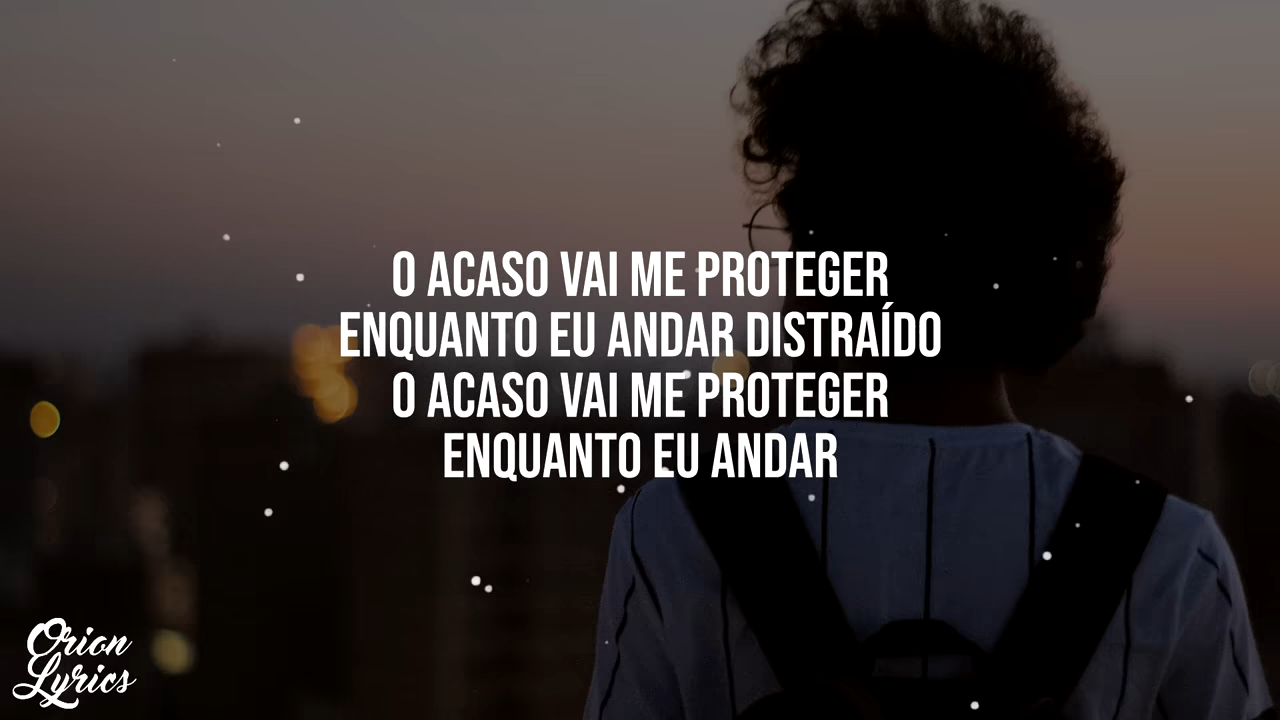 O ACASO VAI ME PROTEGER
ENQUANTO EU ANDAR DISTRAÍDO
O ACASO VAI ME PROTEGER
ENQUANTO EU ANDAR
Orion
Lyrics